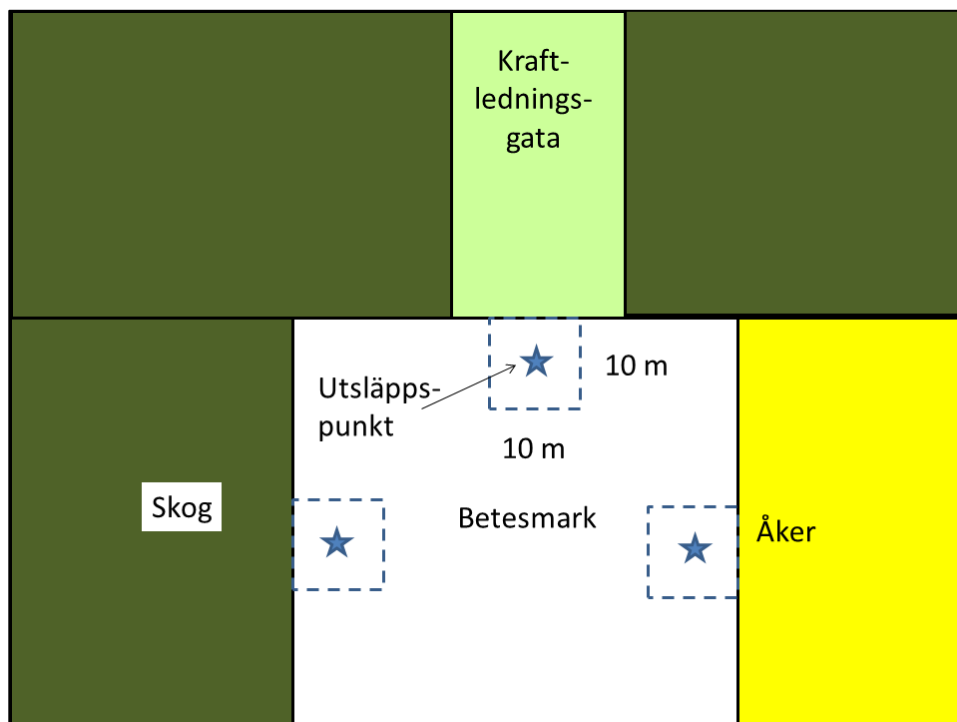 Kraft-
lednings-
gata
Utsläpps-
punkt
10 m
10 m
Skog
Betesmark
Åker